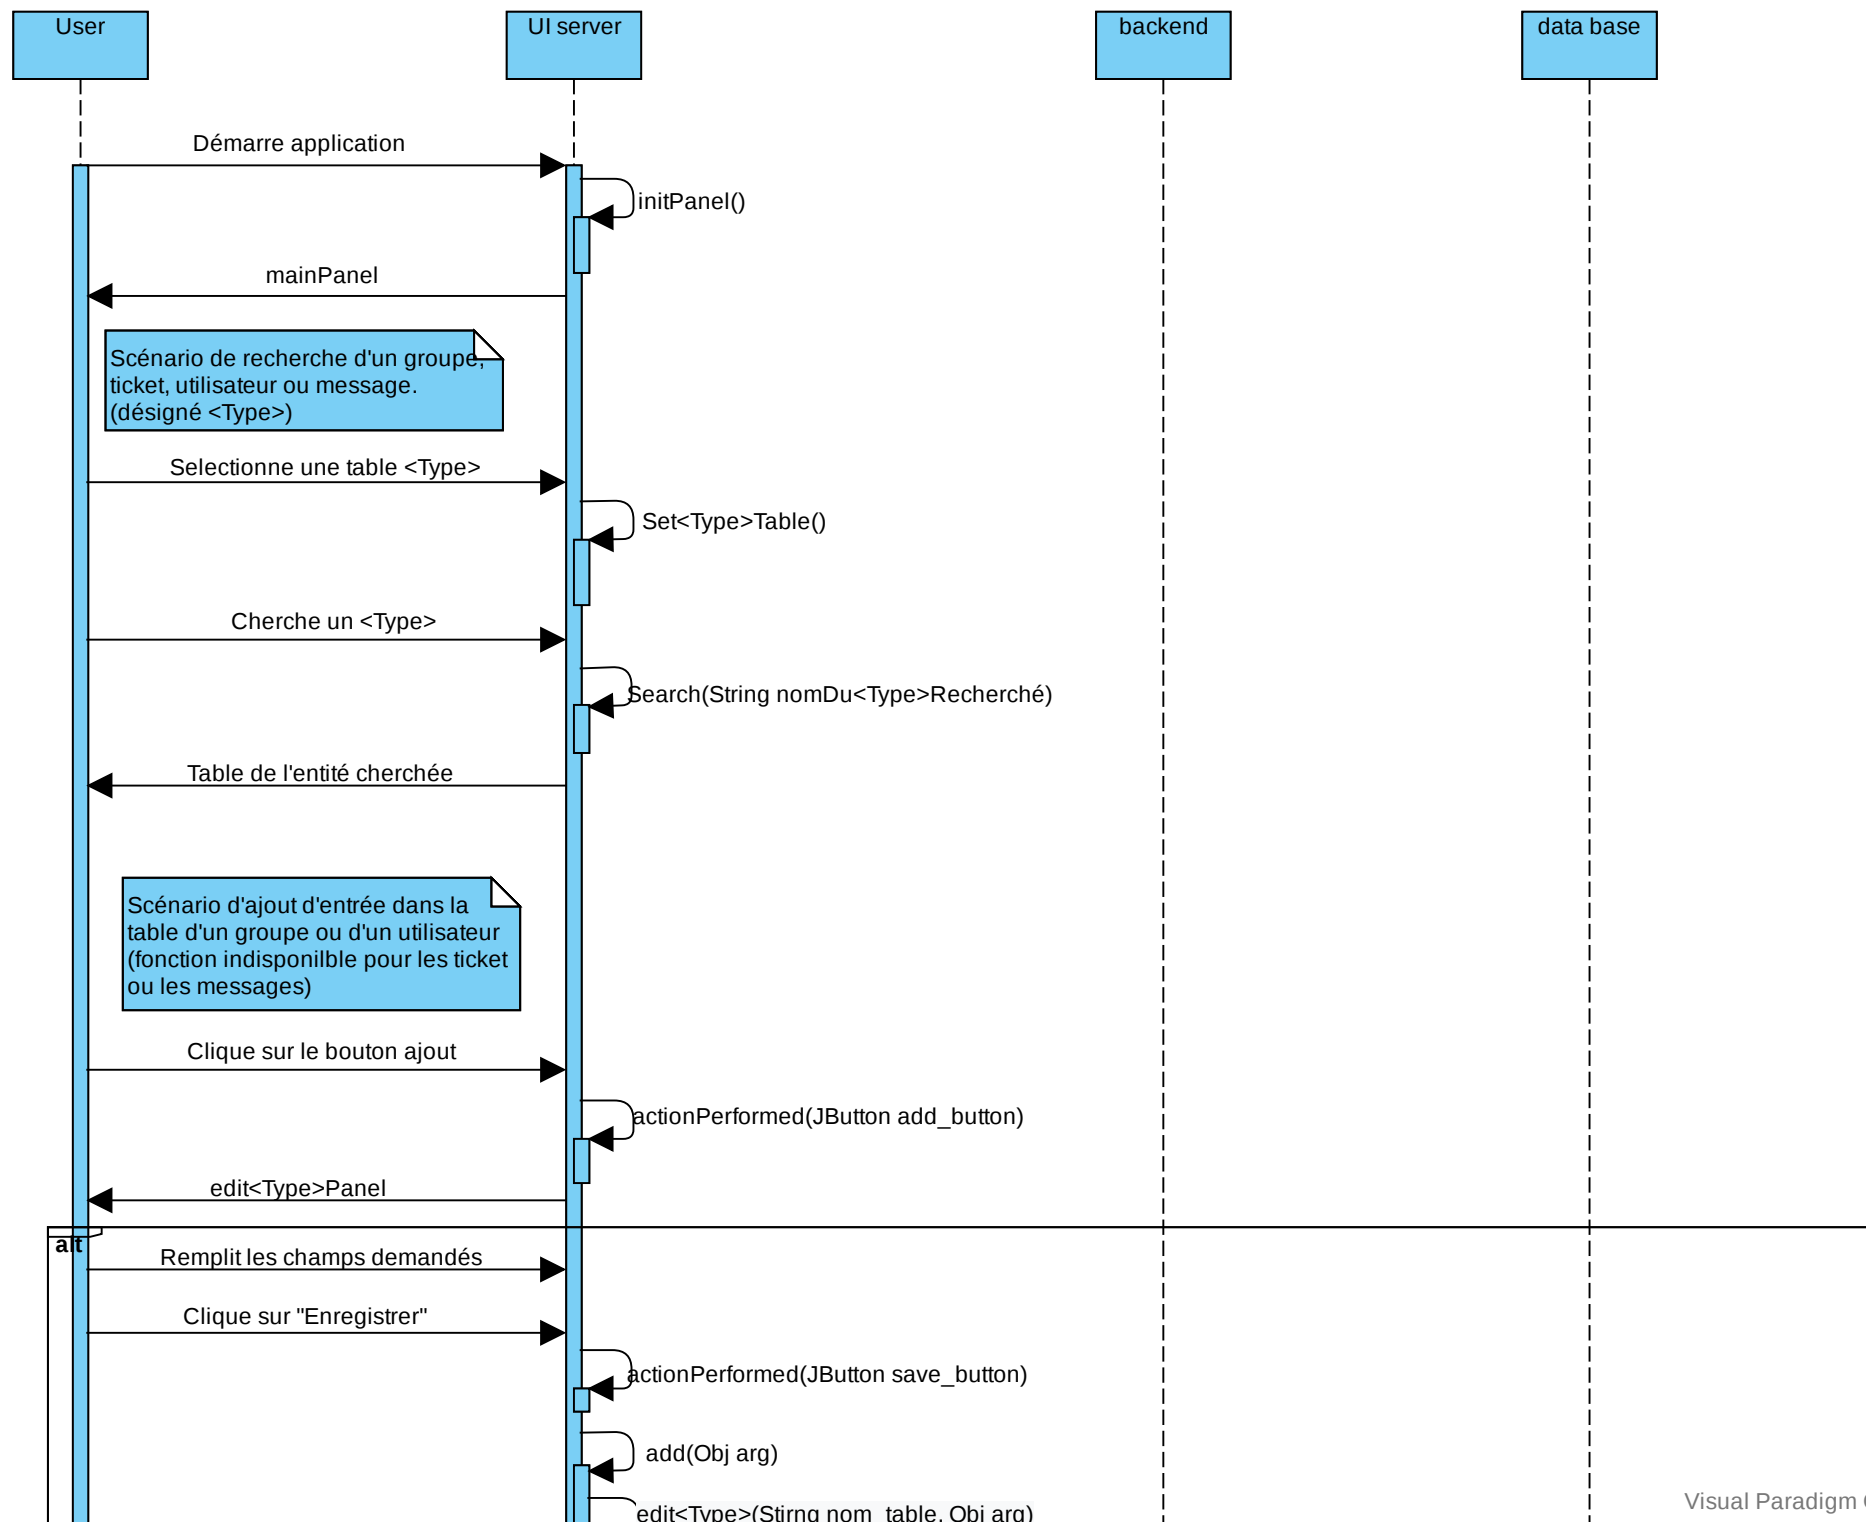 User
UI server
backend
data base
Démarre application
initPanel()
mainPanel
Scénario de recherche d'un groupe,
ticket, utilisateur ou message.
(désigné <Type>)
Selectionne une table <Type>
Set<Type>Table()
Cherche un <Type>
Search(String nomDu<Type>Recherché)
Table de l'entité cherchée
Scénario d'ajout d'entrée dans la
table d'un groupe ou d'un utilisateur
(fonction indisponilble pour les ticket
ou les messages)
Clique sur le bouton ajout
actionPerformed(JButton add_button)
edit<Type>Panel
alt
Remplit les champs demandés
Clique sur "Enregistrer"
actionPerformed(JButton save_button)
add(Obj arg)
edit<Type>(Stirng nom_table, Obj arg)
Visual Paradigm